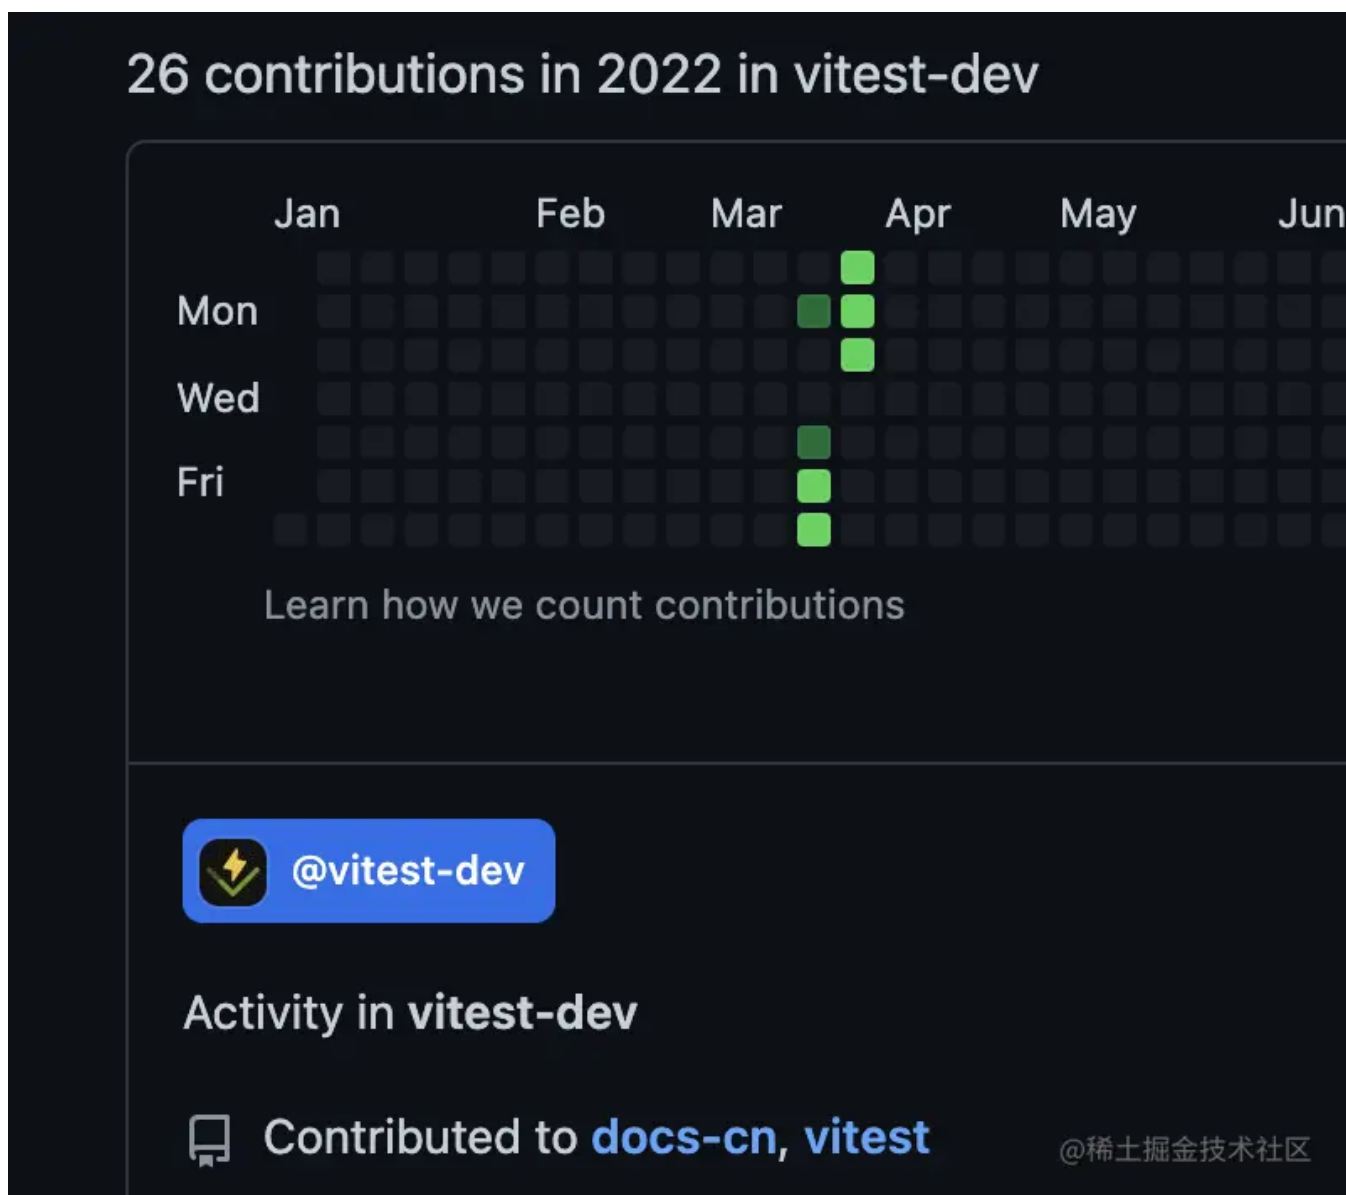 26 contributions in 2022 in vitest-dev
Jan Feb Mar Apr May Jun
Mon
Wed
Fri
Learn how we count contributions
@vitest-dev
Activity in vitest-dev
Contributed to docs-cn, vitest
@稀土掘金技术社区